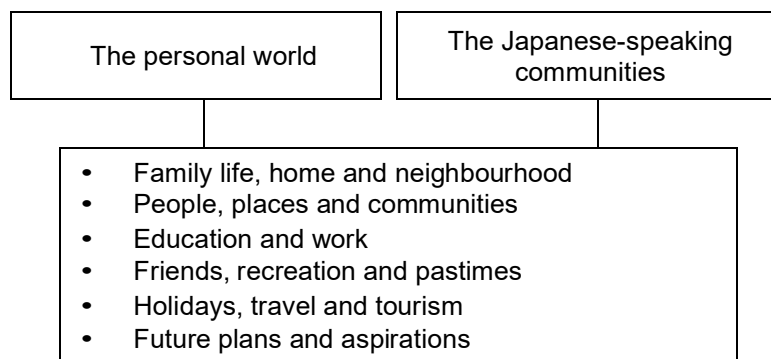 The personal world
The Japanese-speaking
communities
• Family life, home and neighbourhood
• People, places and communities
• Education and work
• Friends, recreation and pastimes
• Holidays, travel and tourism
• Future plans and aspirations